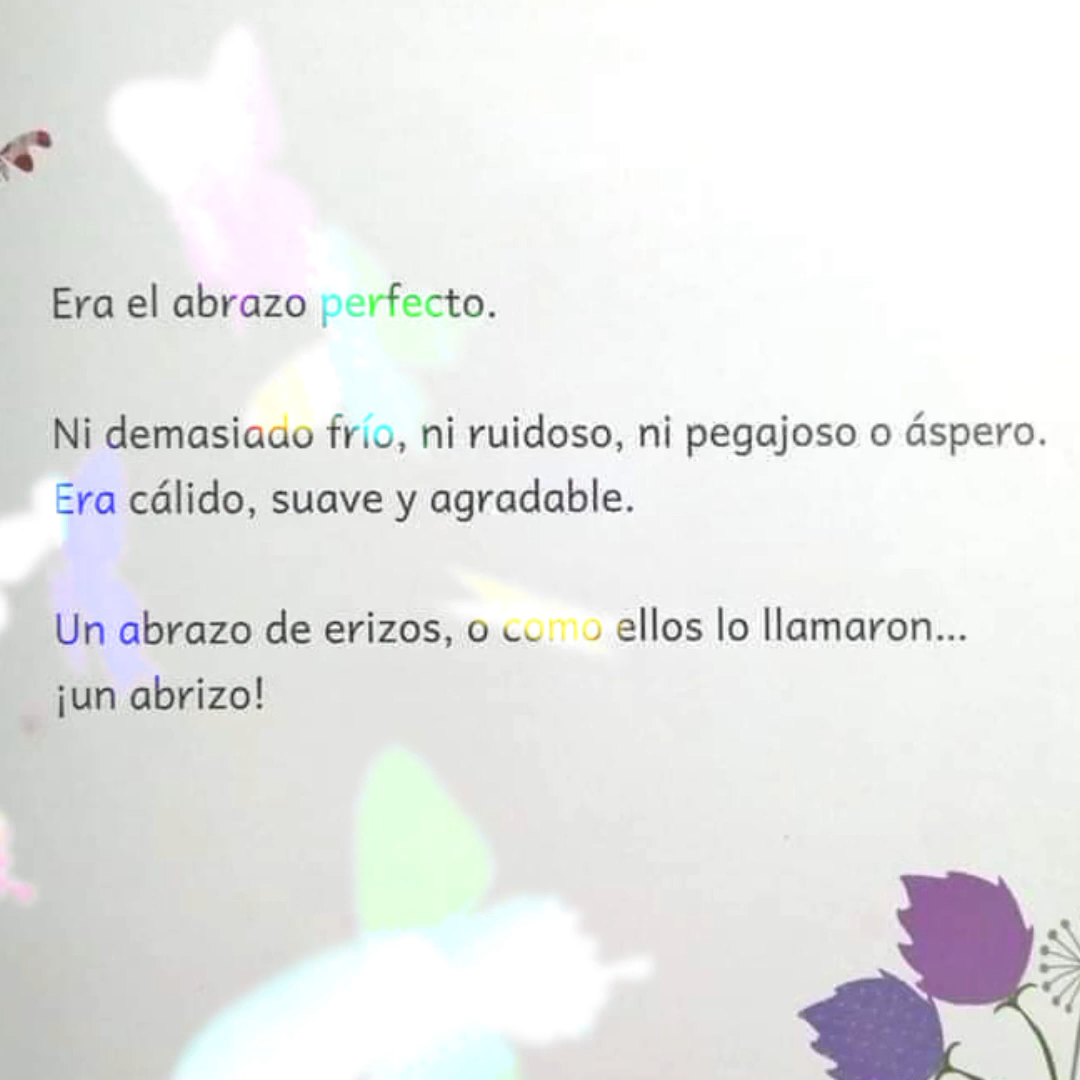 Era el abrazo perfecto.
Ni demasiado frío, ni ruidoso, ni pegajoso o áspero.
Era cálido, suave y agradable.
Un abrazo de erizos, o como ellos lo llamaron...
¡un abrizo!